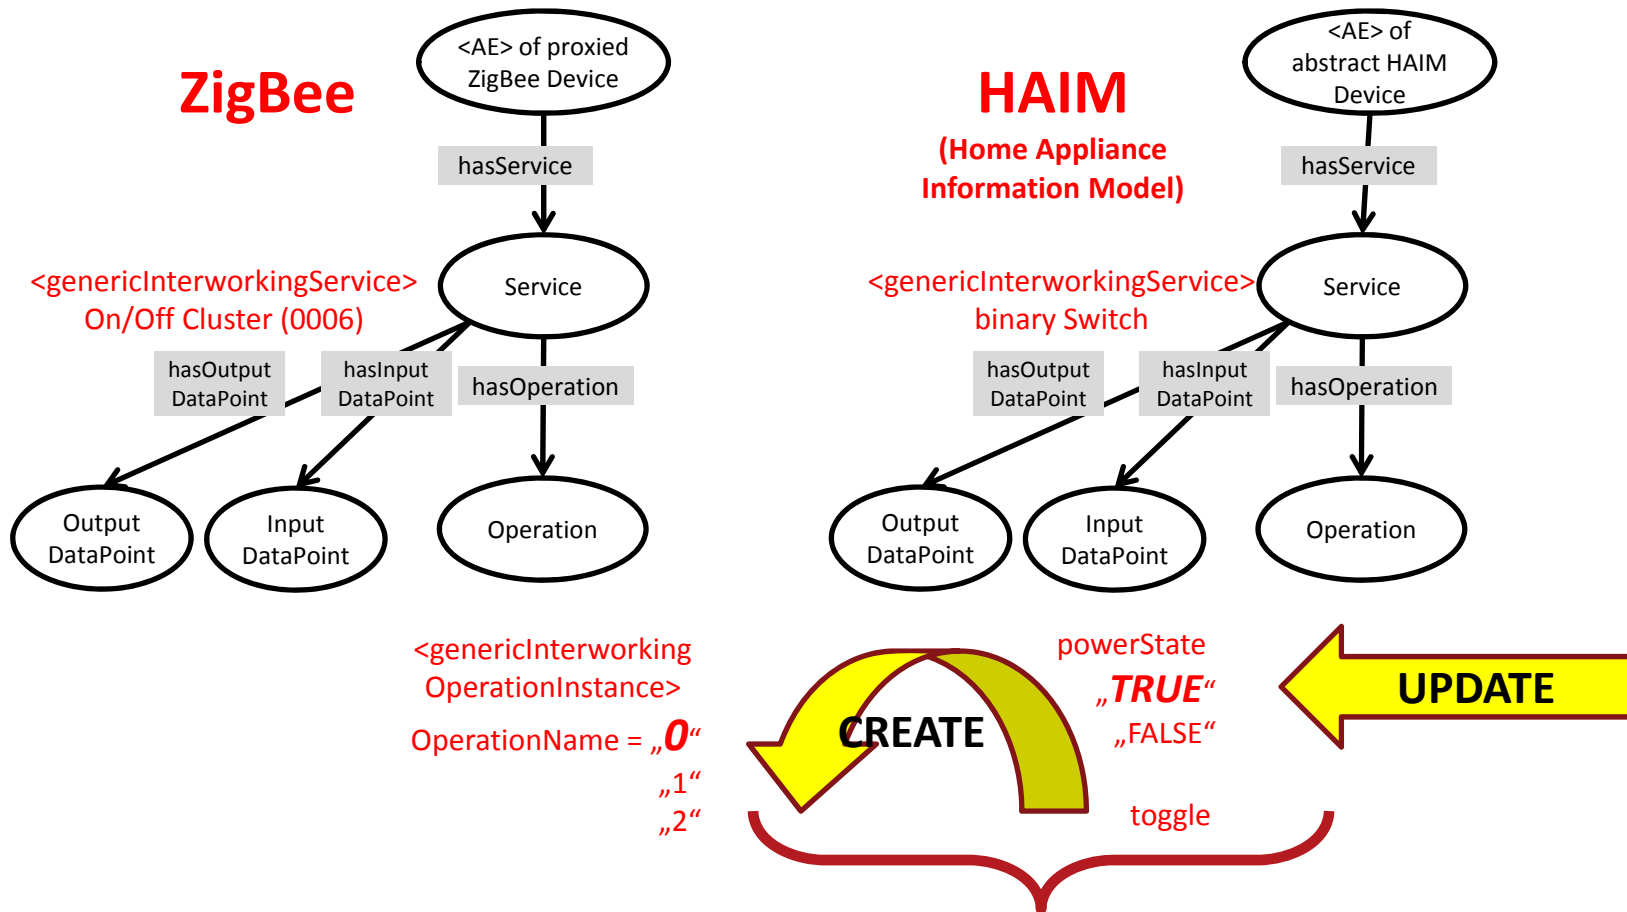 ZigBee
<AE> of proxied
ZigBee Device
hasService
<genericInterworkingService>
On/Off Cluster (0006)
Service
hasOutput
DataPoint
hasInput
DataPoint
hasOperation
Output
DataPoint
Input
DataPoint
Operation
<genericInterworking
OperationInstance>
OperationName = „0“
„1“
„2“
HAIM
(Home Appliance
Information Model)
<AE> of
abstract HAIM
Device
hasService
<genericInterworkingService>
binary Switch
Service
hasOutput
DataPoint
hasInput
DataPoint
hasOperation
Output
DataPoint
Input
DataPoint
Operation
powerState
„TRUE“
„FALSE“
toggle
CREATE
UPDATE